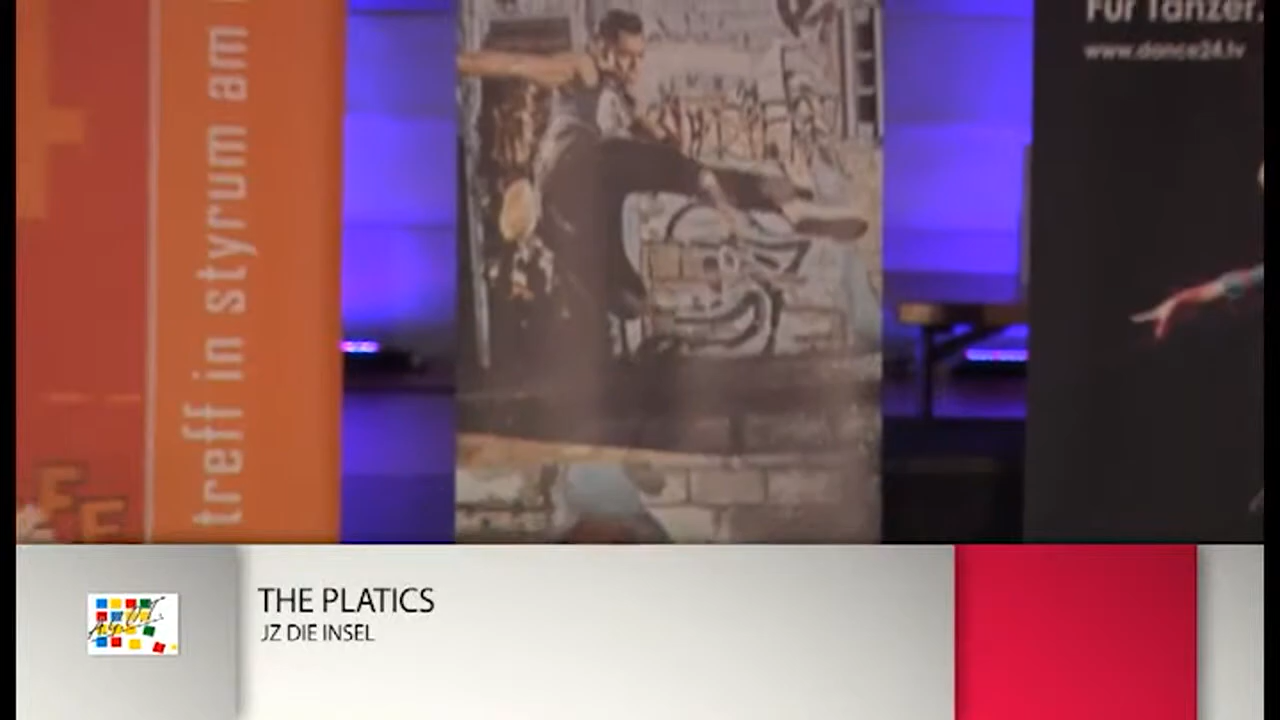 treff in styrum am
Für Tänzer.
www.dance24.tv
THE PLATICS
JZ DIE INSEL